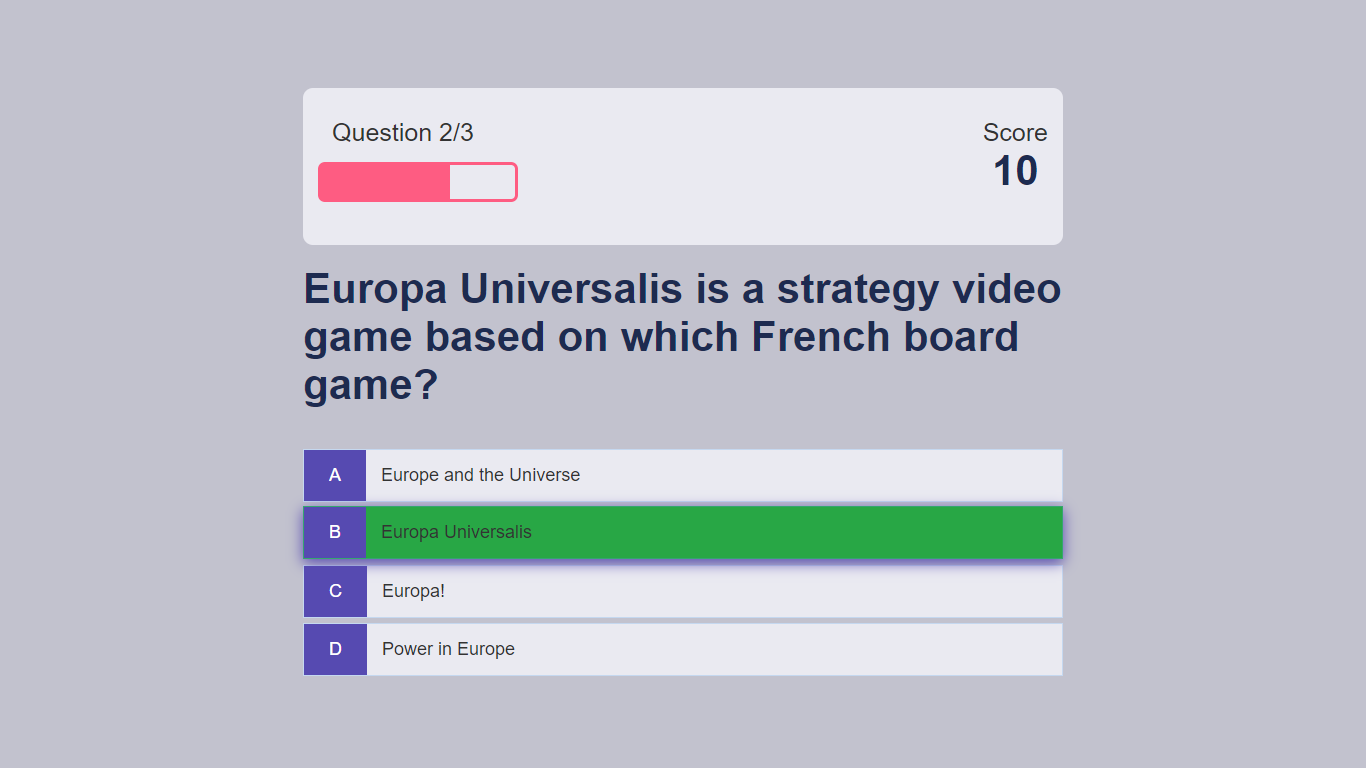 Question 2/3
Score
10
Europa Universalis is a strategy video
game based on which French board
game?
A Europe and the Universe
B Europa Universalis
C Europa!
D Power in Europe